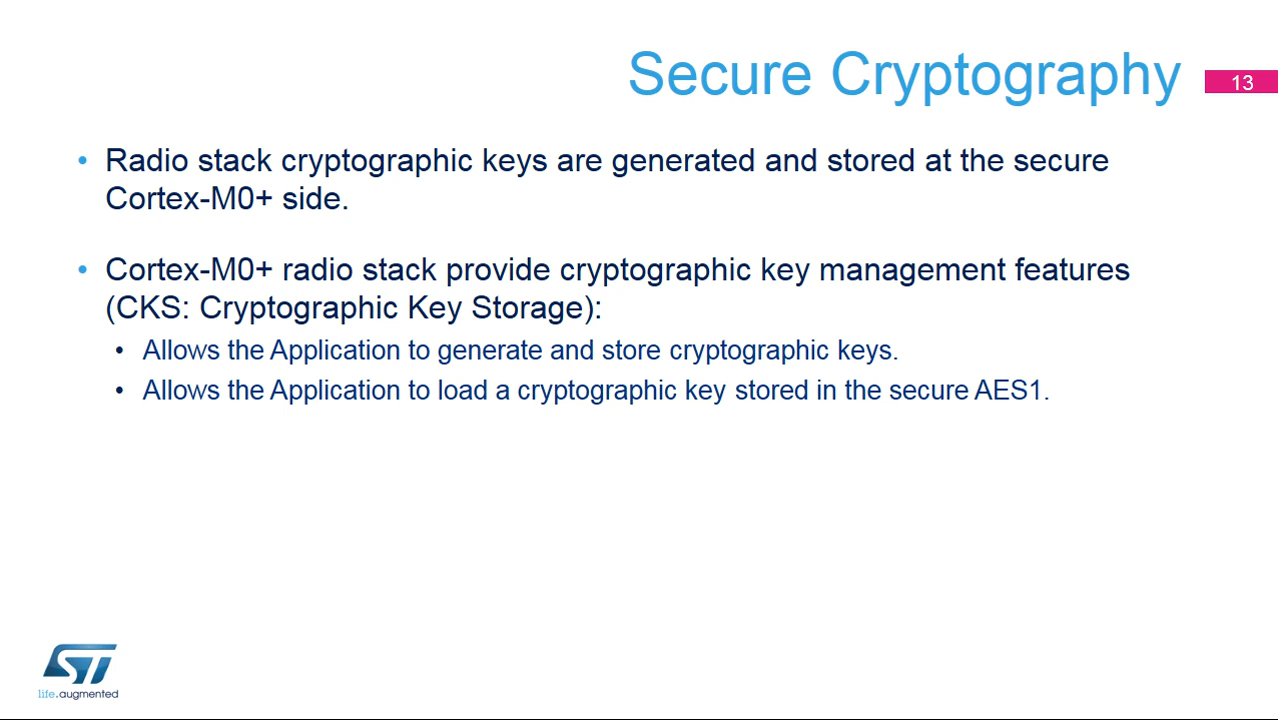 Secure Cryptography
13
• Radio stack cryptographic keys are generated and stored at the secure
Cortex-M0+ side.
• Cortex-M0+ radio stack provide cryptographic key management features
(CKS: Cryptographic Key Storage):
• Allows the Application to generate and store cryptographic keys.
• Allows the Application to load a cryptographic key stored in the secure AES1.
ST
life.augmented